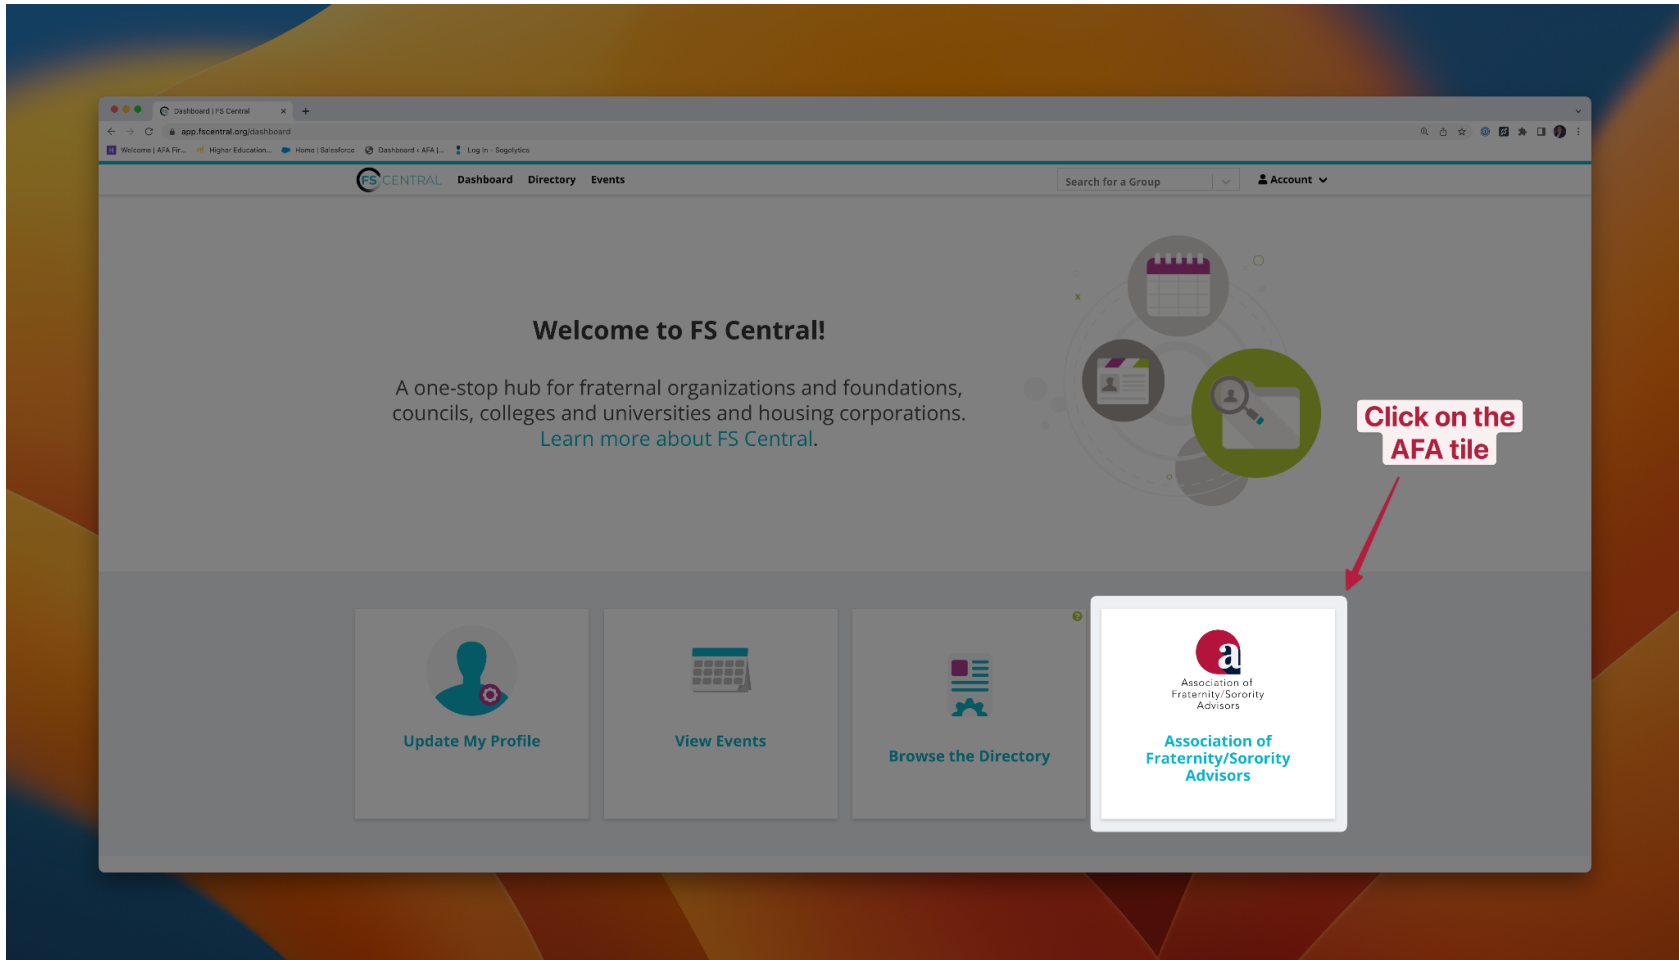 Dashboard | FS Central
app.fscentral.org/dashboard
Welcome | AFA Fir... Higher Education... Home | Salesforce Dashboard ‹ AFA |... Log In - Sogolytics
FS CENTRAL Dashboard Directory Events Search for a Group Account
Welcome to FS Central!
A one-stop hub for fraternal organizations and foundations,
councils, colleges and universities and housing corporations.
Learn more about FS Central.
Click on the
AFA tile
Update My Profile
View Events
?
Browse the Directory
a
Association of
Fraternity/Sorority
Advisors
Association of
Fraternity/Sorority
Advisors